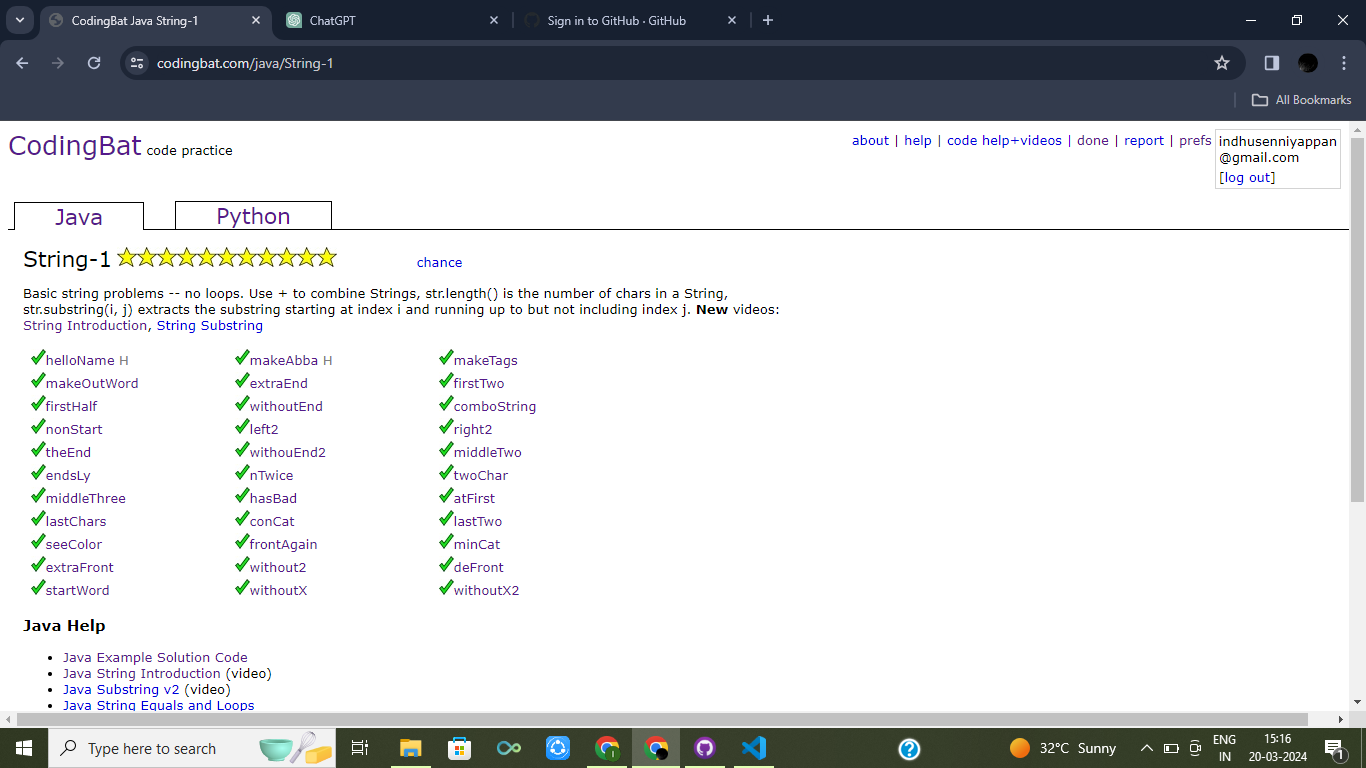 CodingBat Java String-1
ChatGPT
Sign in to GitHub · GitHub
codingbat.com/java/String-1
All Bookmarks
CodingBat code practice
about | help | code help+videos | done | report | prefs
indhusenniyappan
@gmail.com
[log out]
Java
Python
String-1
chance
Basic string problems -- no loops. Use + to combine Strings, str.length() is the number of chars in a String,
str.substring(i, j) extracts the substring starting at index i and running up to but not including index j. New videos:
String Introduction, String Substring
helloName H makeAbba H makeTags
makeOutWord extraEnd firstTwo
firstHalf withoutEnd comboString
nonStart left2 right2
theEnd withouEnd2 middleTwo
endsLy nTwice twoChar
middleThree hasBad atFirst
lastChars conCat lastTwo
seeColor frontAgain minCat
extraFront without2 deFront
startWord withoutX withoutX2
Java Help
• Java Example Solution Code
• Java String Introduction (video)
• Java Substring v2 (video)
• Java String Equals and Loops
Type here to search
32°C Sunny
ENG
IN
15:16
20-03-2024
1